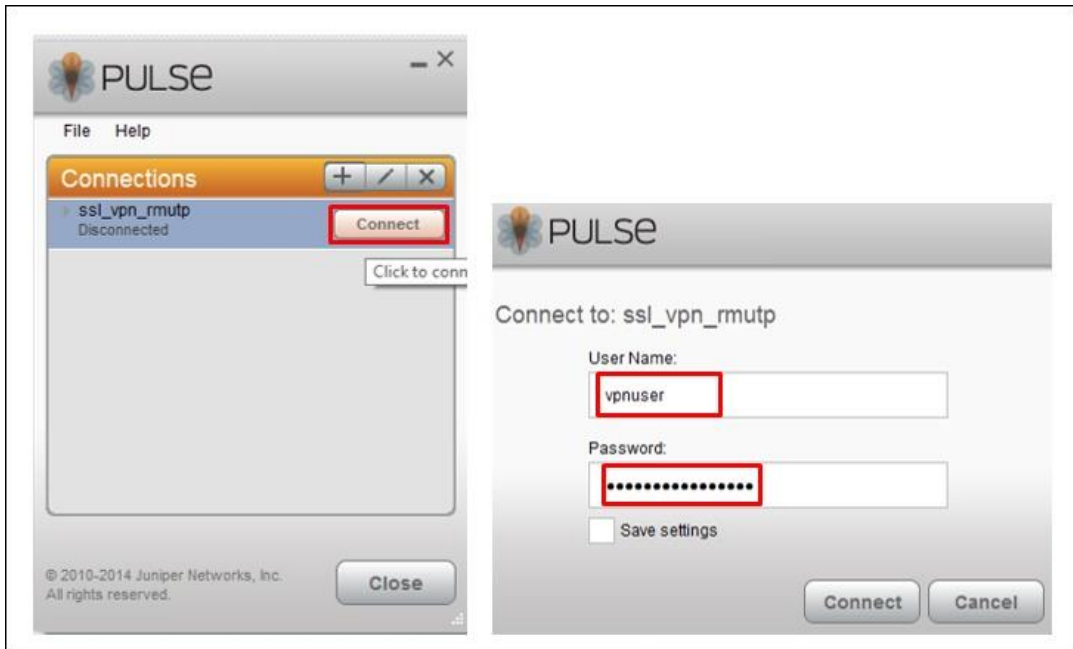 PULSE
File Help
Connections
ssl_vpn_rmutp
Disconnected
Connect
Click to conn
© 2010-2014 Juniper Networks, Inc.
All rights reserved.
Close
PULSE
Connect to: ssl_vpn_rmutp
User Name:
vpnuser
Password:
••••••••••••••••
Save settings
Connect Cancel